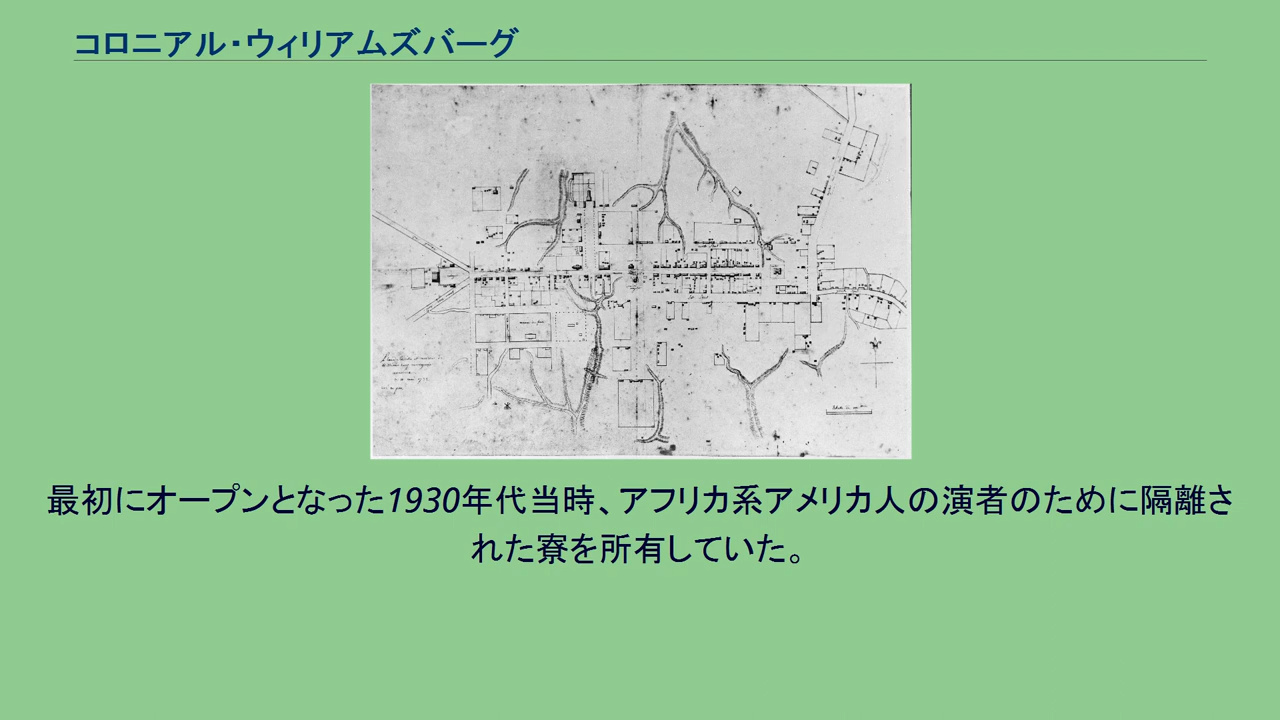 コロニアル・ウィリアムズバーグ
最初にオープンとなった1930年代当時、アフリカ系アメリカ人の演者のために隔離さ
れた寮を所有していた。